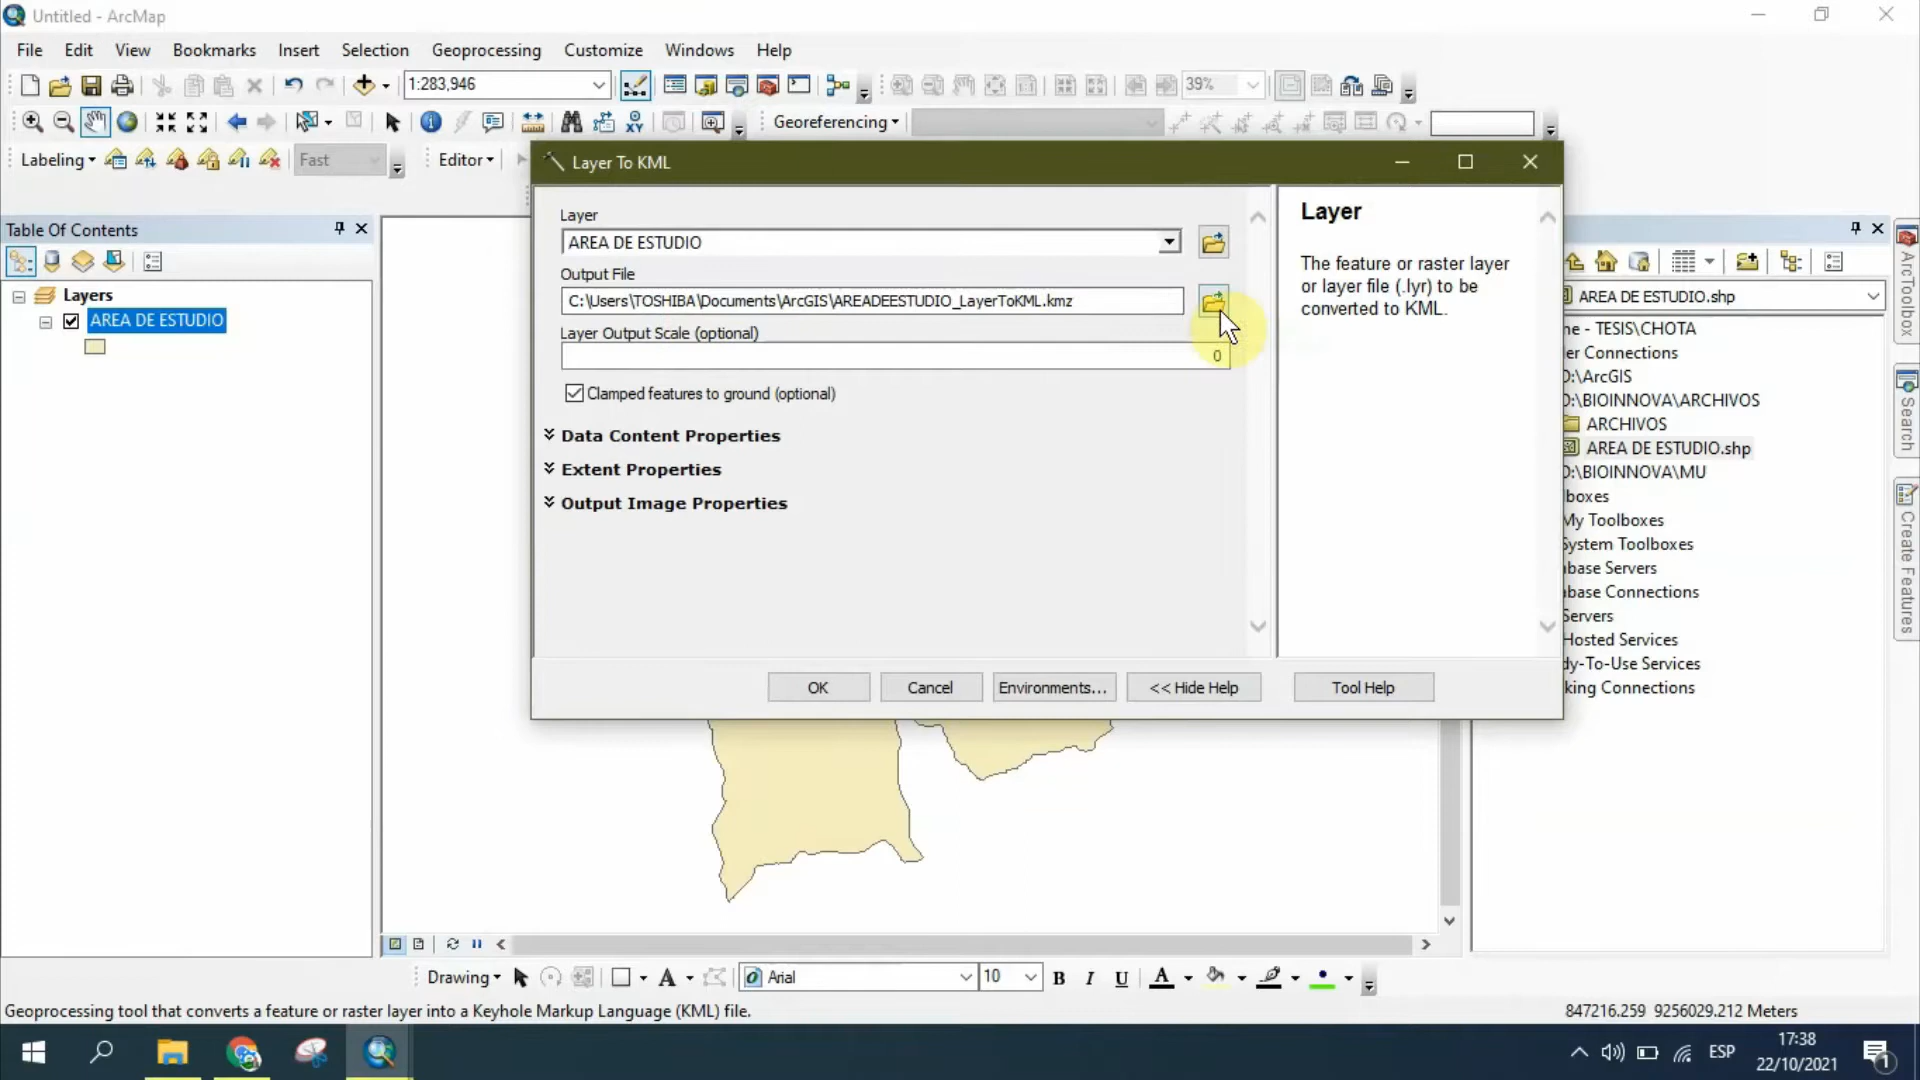 Untitled - ArcMap
File Edit View Bookmarks Insert Selection Geoprocessing Customize Windows Help
1:283,946
39%
Georeferencing
Labeling
Fast
Editor
Layer To KML
Table Of Contents
Layers
AREA DE ESTUDIO
Layer
AREA DE ESTUDIO
Output File
C:\Users\TOSHIBA\Documents\ArcGIS\AREADEESTUDIO_LayerToKML.kmz
Layer Output Scale (optional)
0
Clamped features to ground (optional)
Data Content Properties
Extent Properties
Output Image Properties
OK
Cancel
Environments...
<< Hide Help
Tool Help
Layer
The feature or raster layer
or layer file (.lyr) to be
converted to KML.
AREA DE ESTUDIO.shp
TESIS\CHOTA
Connections
:\ArcGIS
:\BIOINNOVA\ARCHIVOS
ARCHIVOS
AREA DE ESTUDIO.shp
:\BIOINNOVA\MU
My Toolboxes
System Toolboxes
Servers
Connections
Servers
Hosted Services
-To-Use Services
Connections
ArcToolbox
Search
Create Features
Drawing
Arial
10
B I U A
Geoprocessing tool that converts a feature or raster layer into a Keyhole Markup Language (KML) file.
847216.259 9256029.212 Meters
ESP
17:38
22/10/2021
1